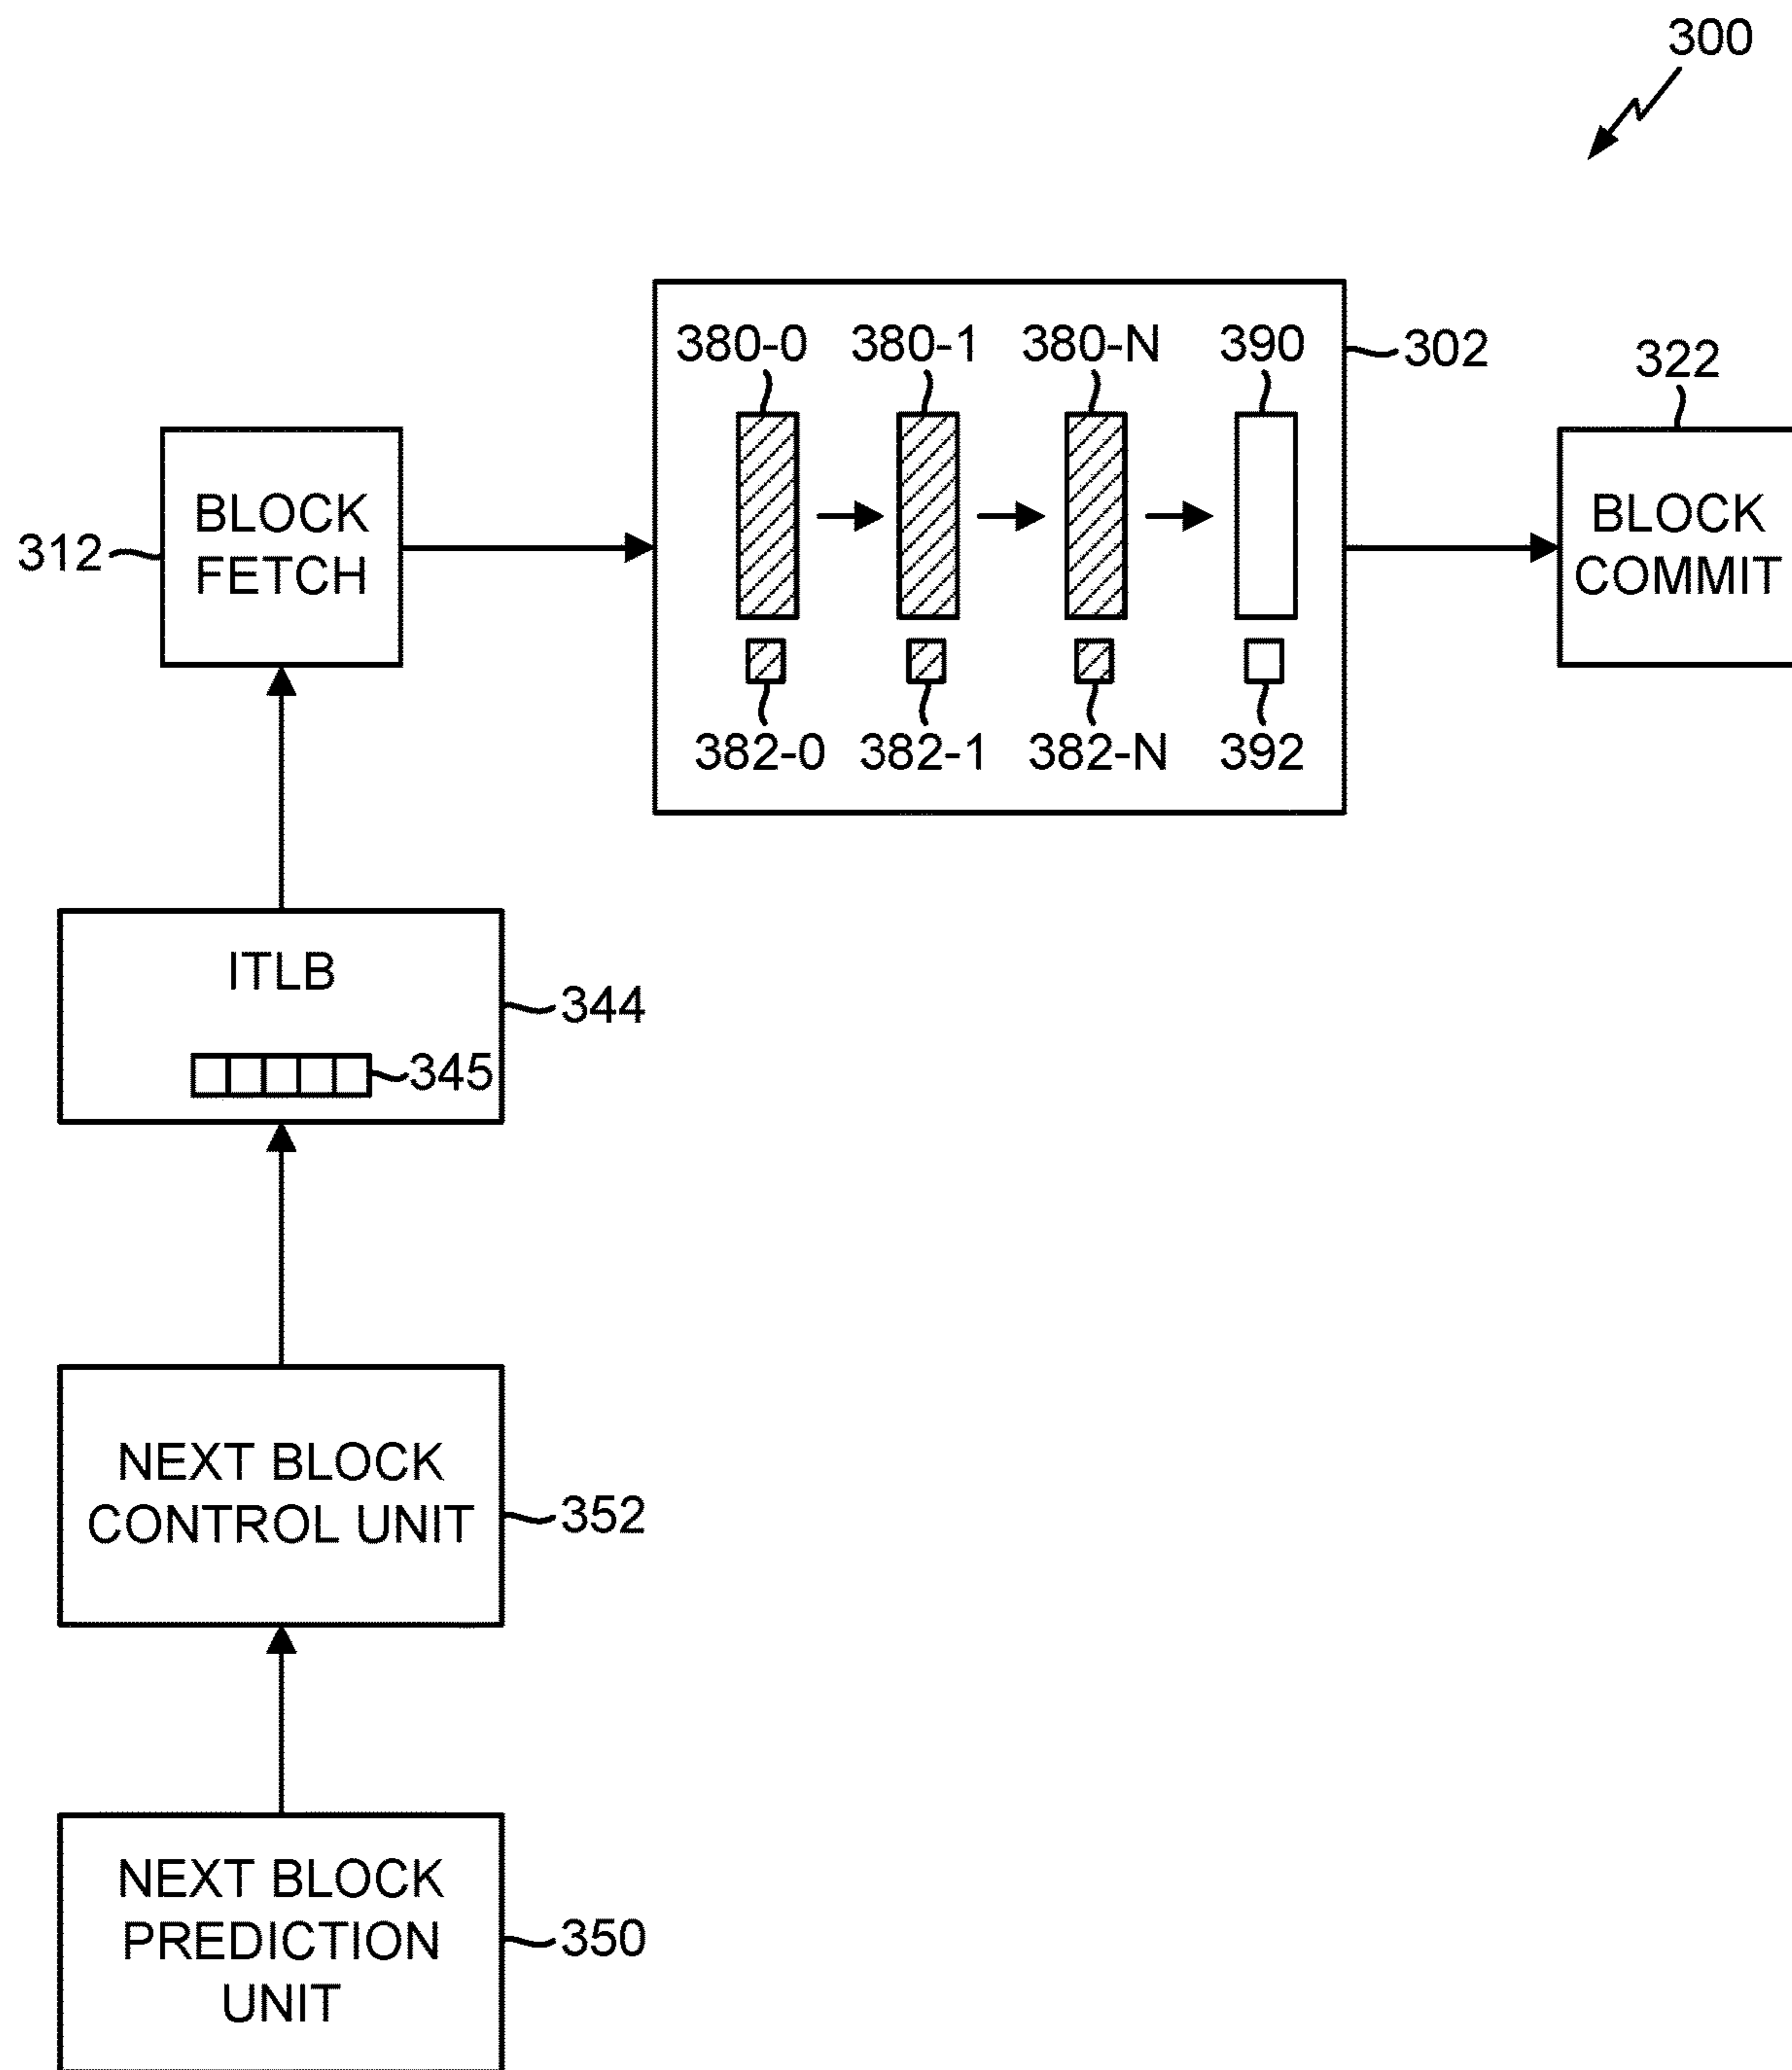 300
380-0 380-1 380-N 390
302
322
312
BLOCK
FETCH
BLOCK
COMMIT
382-0 382-1 382-N 392
ITLB
344
345
NEXT BLOCK
CONTROL UNIT
352
NEXT BLOCK
PREDICTION
UNIT
350